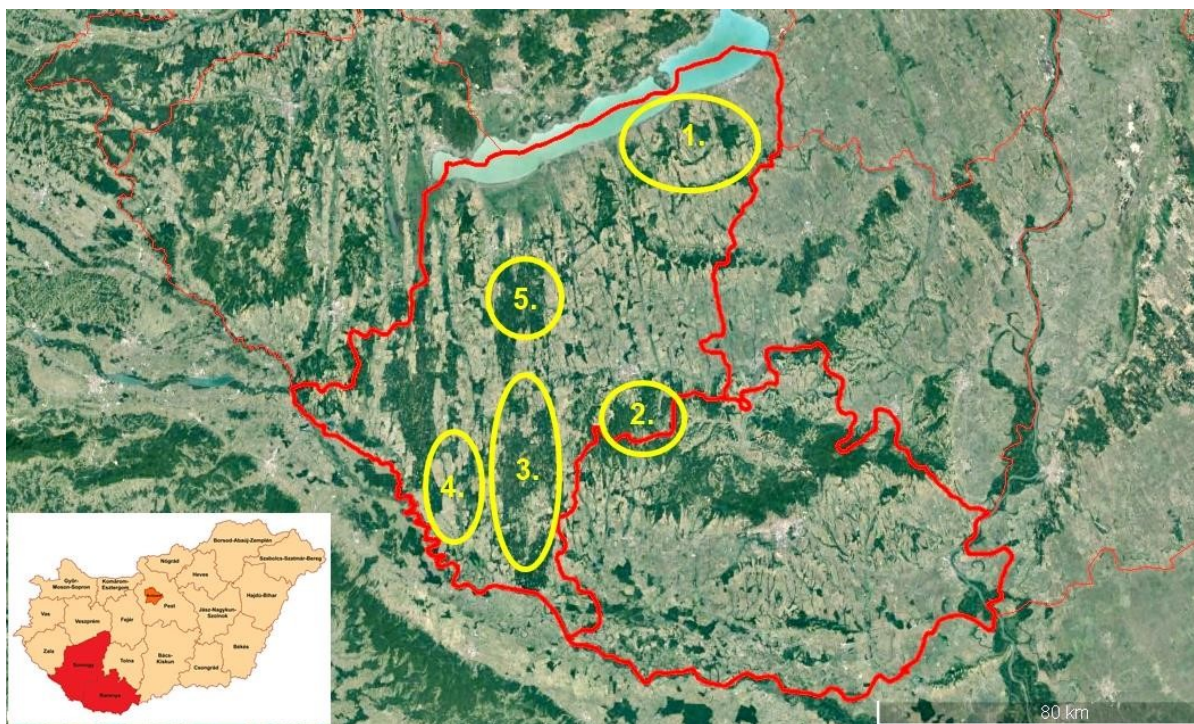 1.
5.
2.
3.
4.
Borsod-Abaúj-Zemplén
Szabolcs-Szatmár-Bereg
Nógrád
Heves
Győr-
Moson-Sopron
Komárom-
Esztergom
Pest
Hajdú-Bihar
Jász-Nagykun-
Szolnok
Vas
Veszprém
Fejér
Zala
Somogy
Tolna
Bács-
Kiskun
Békés
Csongrád
Baranya
80 km